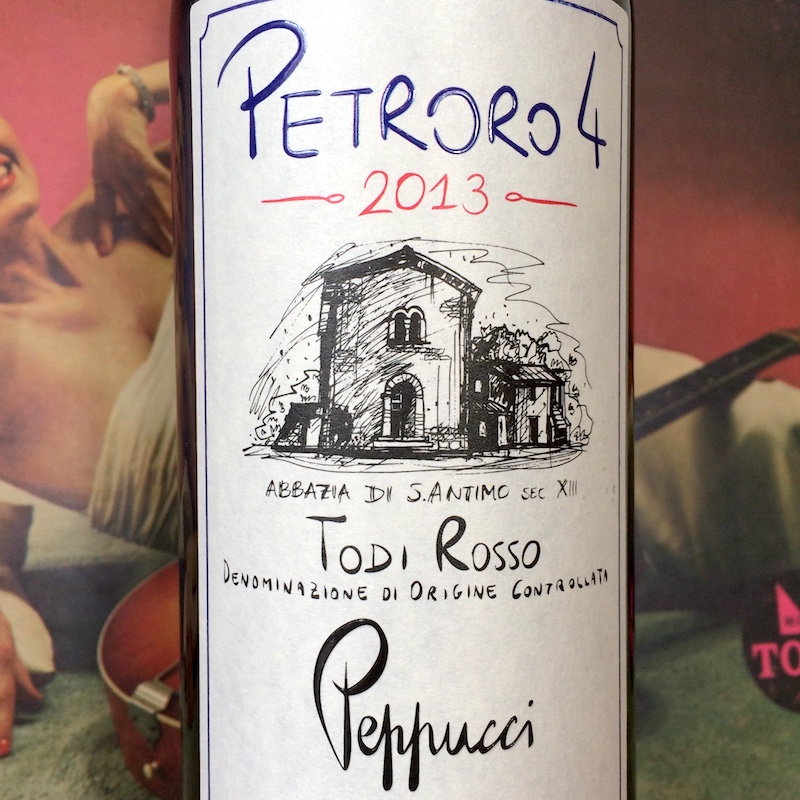 PETRORO 4
2013
ABBAZIA DI S. ANTIMO SEC XIII
TODI ROSSO
DENOMINAZIONE DI ORIGINE CONTROLLATA
Peppucci